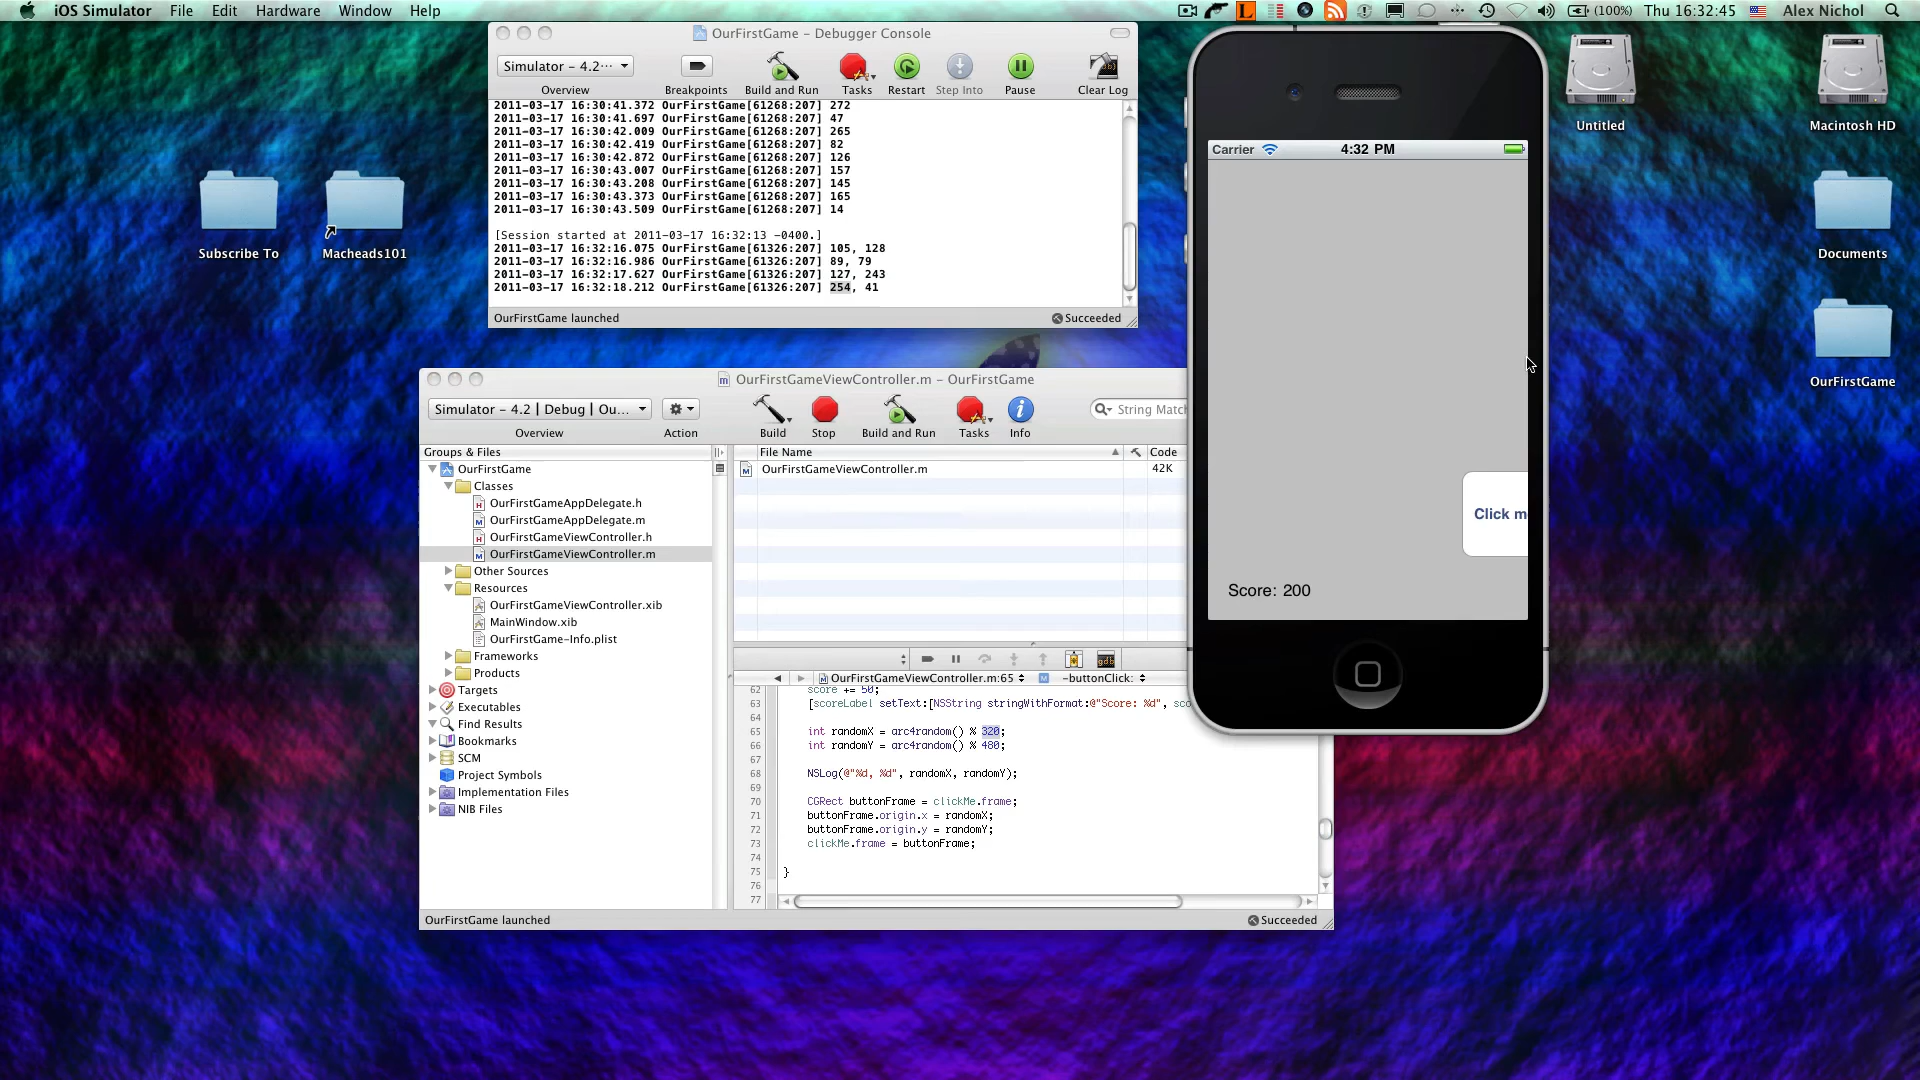 iOS Simulator File Edit Hardware Window Help
(100%) Thu 16:32:45 Alex Nichol
OurFirstGame – Debugger Console
Simulator – 4.2···
Overview Breakpoints Build and Run Tasks Restart Step Into Pause Clear Log
2011-03-17 16:30:41.372 OurFirstGame[61268:207] 272
2011-03-17 16:30:41.697 OurFirstGame[61268:207] 47
2011-03-17 16:30:42.009 OurFirstGame[61268:207] 265
2011-03-17 16:30:42.419 OurFirstGame[61268:207] 82
2011-03-17 16:30:42.872 OurFirstGame[61268:207] 126
2011-03-17 16:30:43.007 OurFirstGame[61268:207] 157
2011-03-17 16:30:43.208 OurFirstGame[61268:207] 145
2011-03-17 16:30:43.373 OurFirstGame[61268:207] 165
2011-03-17 16:30:43.509 OurFirstGame[61268:207] 14
[Session started at 2011-03-17 16:32:13 -0400.]
2011-03-17 16:32:16.075 OurFirstGame[61326:207] 105, 128
2011-03-17 16:32:16.986 OurFirstGame[61326:207] 89, 79
2011-03-17 16:32:17.627 OurFirstGame[61326:207] 127, 243
2011-03-17 16:32:18.212 OurFirstGame[61326:207] 254, 41
OurFirstGame launched Succeeded
Subscribe To
Macheads101
Untitled
Macintosh HD
Documents
OurFirstGame
Carrier 4:32 PM
Click m
Score: 200
OurFirstGameViewController.m – OurFirstGame
Simulator – 4.2 | Debug | Ou...
String Matc
Overview Action Build Stop Build and Run Tasks Info
Groups & Files
OurFirstGame
Classes
OurFirstGameAppDelegate.h
OurFirstGameAppDelegate.m
OurFirstGameViewController.h
OurFirstGameViewController.m
Other Sources
Resources
OurFirstGameViewController.xib
MainWindow.xib
OurFirstGame-Info.plist
Frameworks
Products
Targets
Executables
Find Results
Bookmarks
SCM
Project Symbols
Implementation Files
NIB Files
File Name Code
OurFirstGameViewController.m 42K
gdb
OurFirstGameViewController.m:65 -buttonClick:
62 score += 50;
63 [scoreLabel setText:[NSString stringWithFormat:@"Score: %d", sco
64
65 int randomX = arc4random() % 320;
66 int randomY = arc4random() % 480;
67
68 NSLog(@"%d, %d", randomX, randomY);
69
70 CGRect buttonFrame = clickMe.frame;
71 buttonFrame.origin.x = randomX;
72 buttonFrame.origin.y = randomY;
73 clickMe.frame = buttonFrame;
74
75 }
76
77
OurFirstGame launched Succeeded